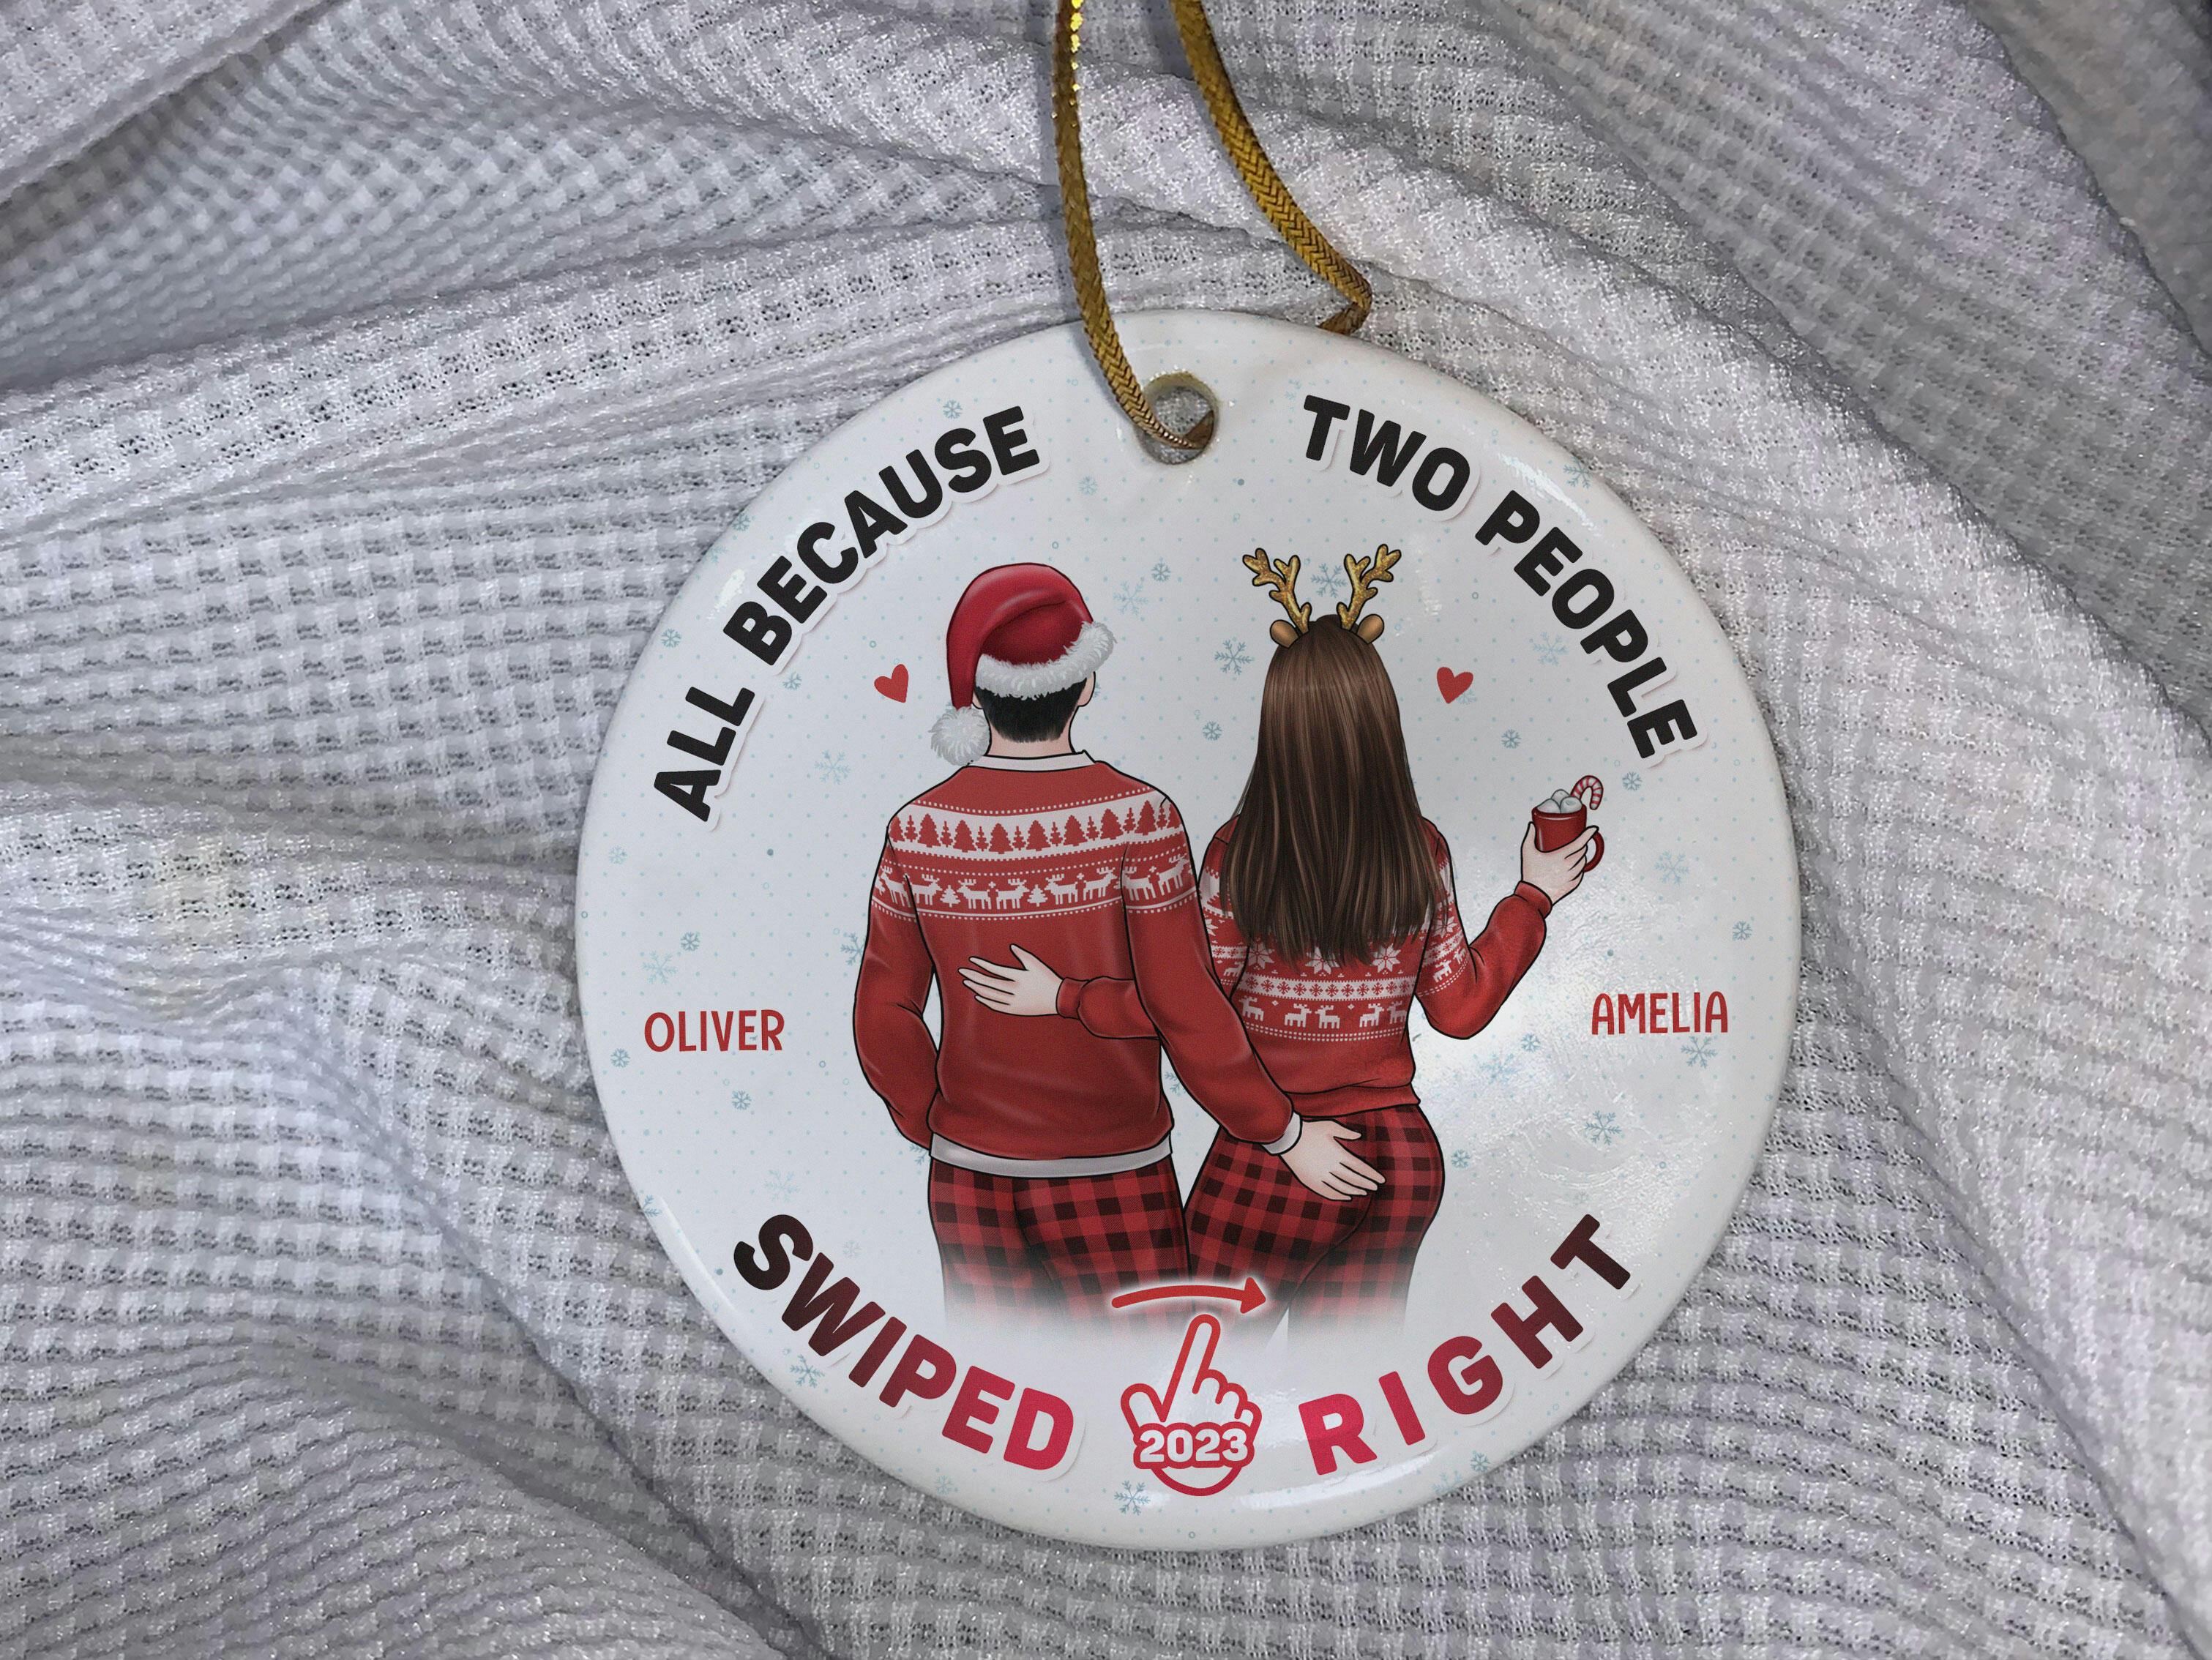 ALL BECAUSE
TWO PEOPLE
OLIVER
AMELIA
SWIPED
2023
RIGHT